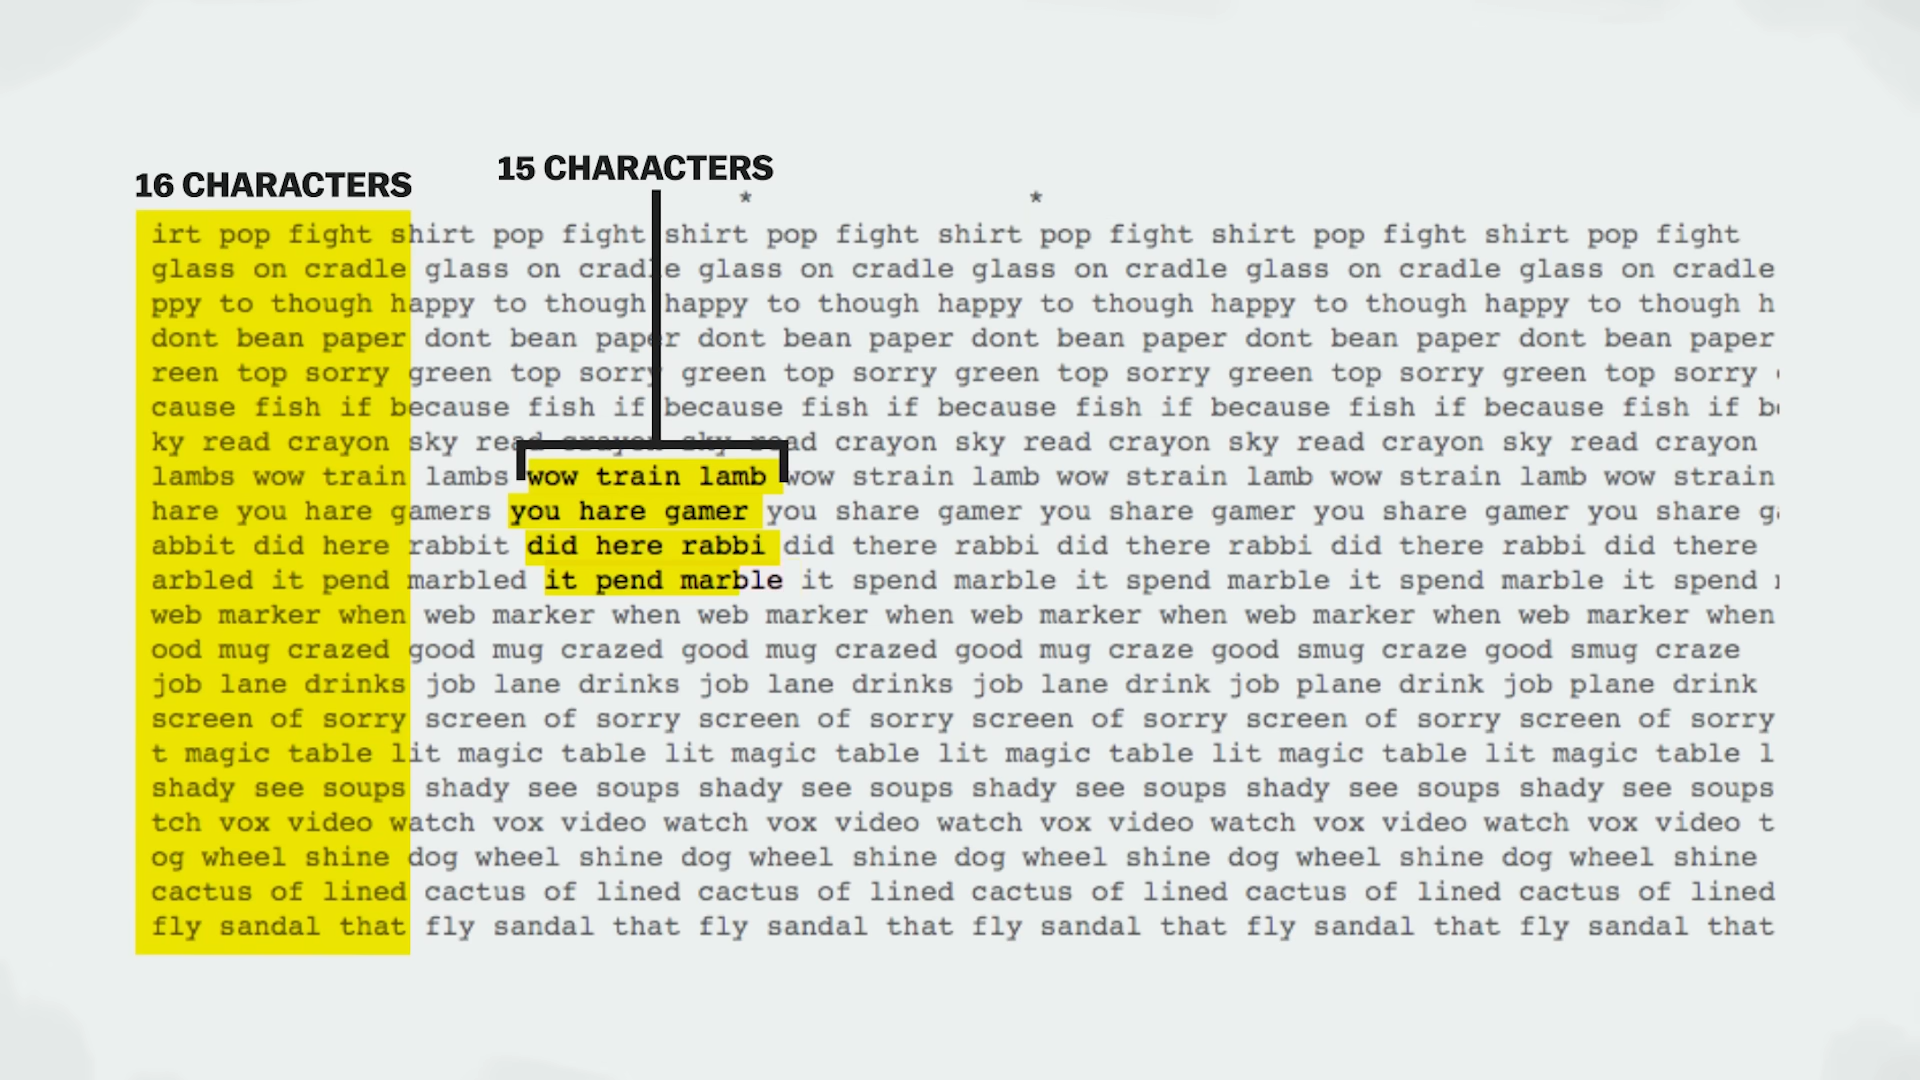 16 CHARACTERS
15 CHARACTERS
* *
irt pop fight shirt pop fight shirt pop fight shirt pop fight shirt pop fight shirt pop fight
glass on cradle glass on cradle glass on cradle glass on cradle glass on cradle glass on cradle
ppy to though happy to though happy to though happy to though happy to though happy to though h
dont bean paper dont bean paper dont bean paper dont bean paper dont bean paper dont bean paper
reen top sorry green top sorry green top sorry green top sorry green top sorry green top sorry
cause fish if because fish if because fish if because fish if because fish if because fish if b
ky read crayon sky read crayon sky read crayon sky read crayon sky read crayon sky read crayon
lambs wow train lambs wow train lamb wow strain lamb wow strain lamb wow strain lamb wow strain
hare you hare gamers you hare gamer you share gamer you share gamer you share gamer you share g
abbit did here rabbit did here rabbi did there rabbi did there rabbi did there rabbi did there
arbled it pend marbled it pend marble it spend marble it spend marble it spend marble it spend
web marker when web marker when web marker when web marker when web marker when web marker when
ood mug crazed good mug crazed good mug crazed good mug craze good smug craze good smug craze
job lane drinks job lane drinks job lane drinks job lane drink job plane drink job plane drink
screen of sorry screen of sorry screen of sorry screen of sorry screen of sorry screen of sorry
t magic table lit magic table lit magic table lit magic table lit magic table lit magic table l
shady see soups shady see soups shady see soups shady see soups shady see soups shady see soups
tch vox video watch vox video watch vox video watch vox video watch vox video watch vox video t
og wheel shine dog wheel shine dog wheel shine dog wheel shine dog wheel shine dog wheel shine
cactus of lined cactus of lined cactus of lined cactus of lined cactus of lined cactus of lined
fly sandal that fly sandal that fly sandal that fly sandal that fly sandal that fly sandal that